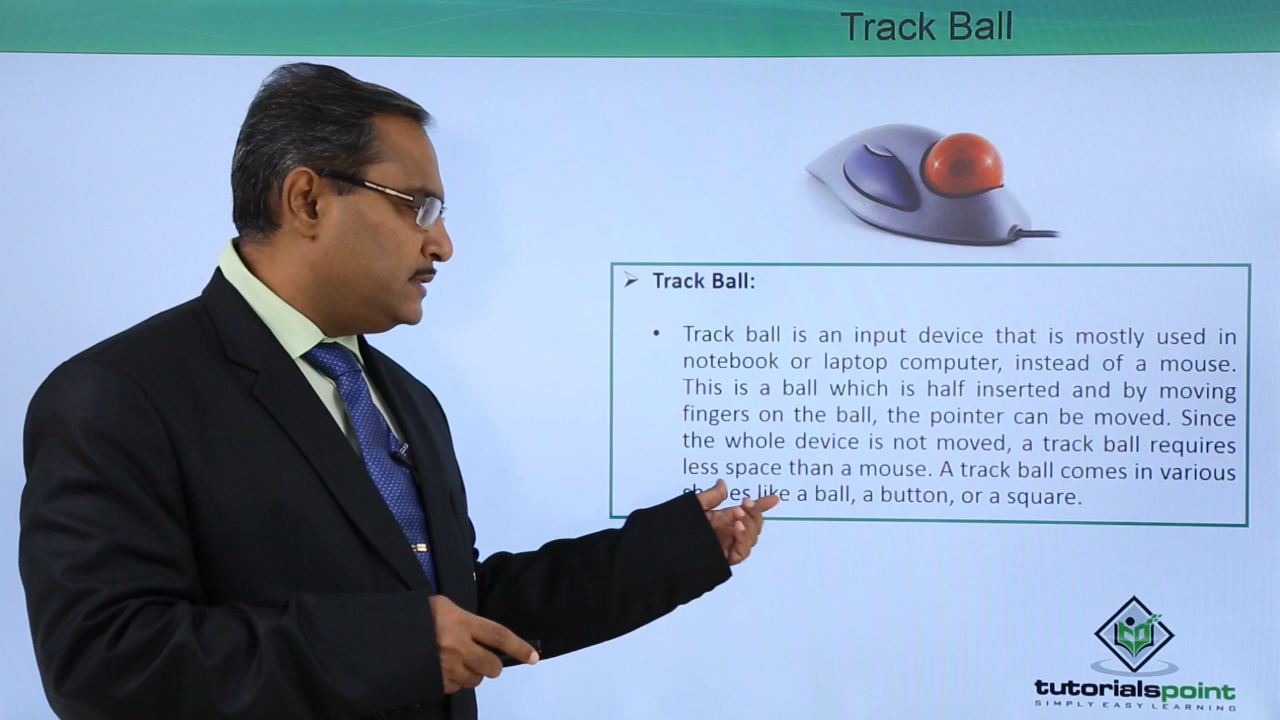 Track Ball
Track Ball:
• Track ball is an input device that is mostly used in
notebook or laptop computer, instead of a mouse.
This is a ball which is half inserted and by moving
fingers on the ball, the pointer can be moved. Since
the whole device is not moved, a track ball requires
less space than a mouse. A track ball comes in various
like a ball, a button, or a square.
tutorialspoint
SIMPLY EASY LEARNING